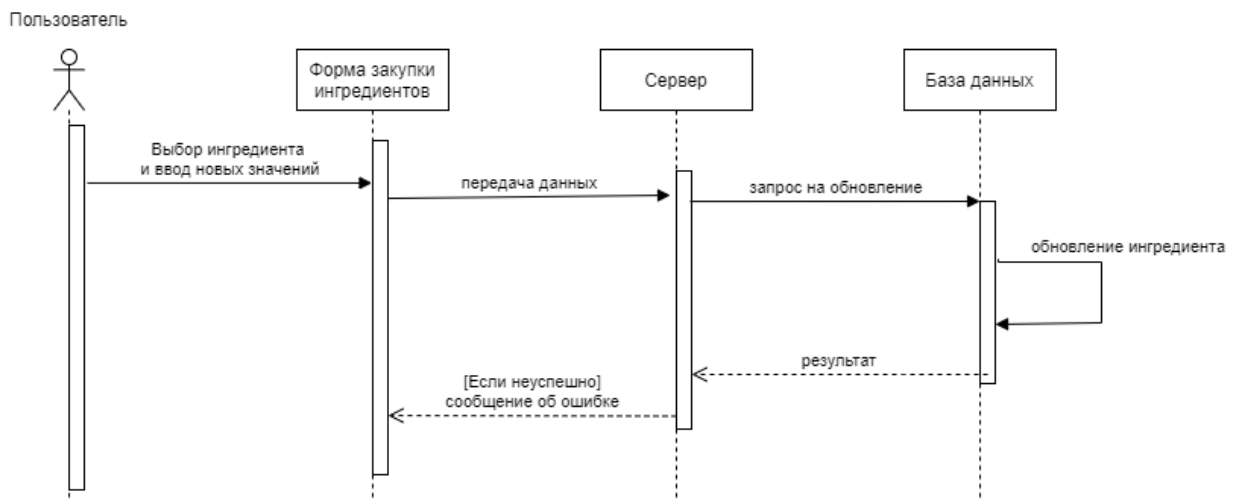 Пользователь
Форма закупки
ингредиентов
Сервер
База данных
Выбор ингредиента
и ввод новых значений
передача данных
запрос на обновление
обновление ингредиента
результат
[Если неуспешно]
сообщение об ошибке